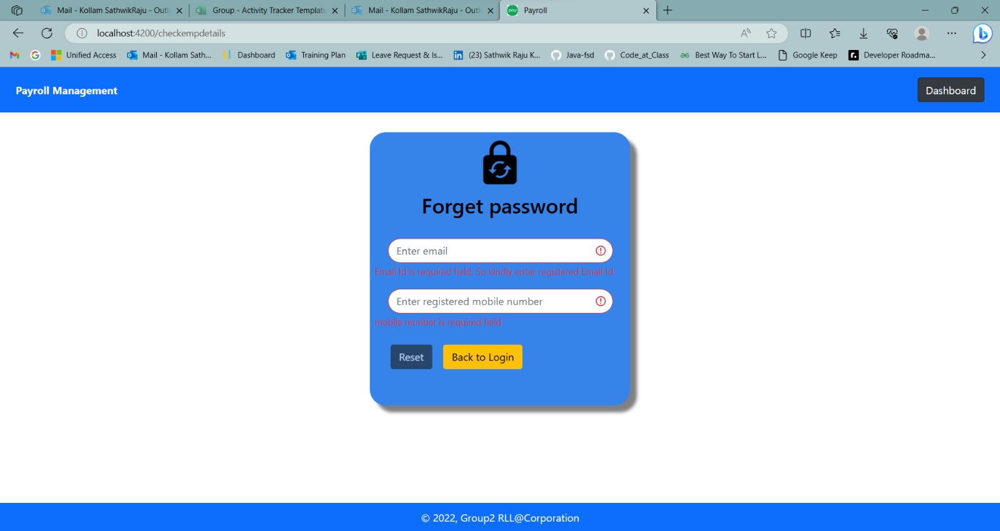 Mail - Kollam SathwikRaju - Outl
Group - Activity Tracker Template
Mail - Kollam SathwikRaju - Outl
pay
Payroll
localhost:4200/checkempdetails
Unified Access
Mail - Kollam Sath...
Dashboard
Training Plan
Leave Request & Is...
(23) Sathwik Raju K...
Java-fsd
Code_at_Class
Best Way To Start L...
Google Keep
Developer Roadma...
Payroll Management
Dashboard
Forget password
Enter email
Email Id is required field, So kindly enter registered Email Id
Enter registered mobile number
mobile number is required field
Reset
Back to Login
© 2022, Group2 RLL@Corporation